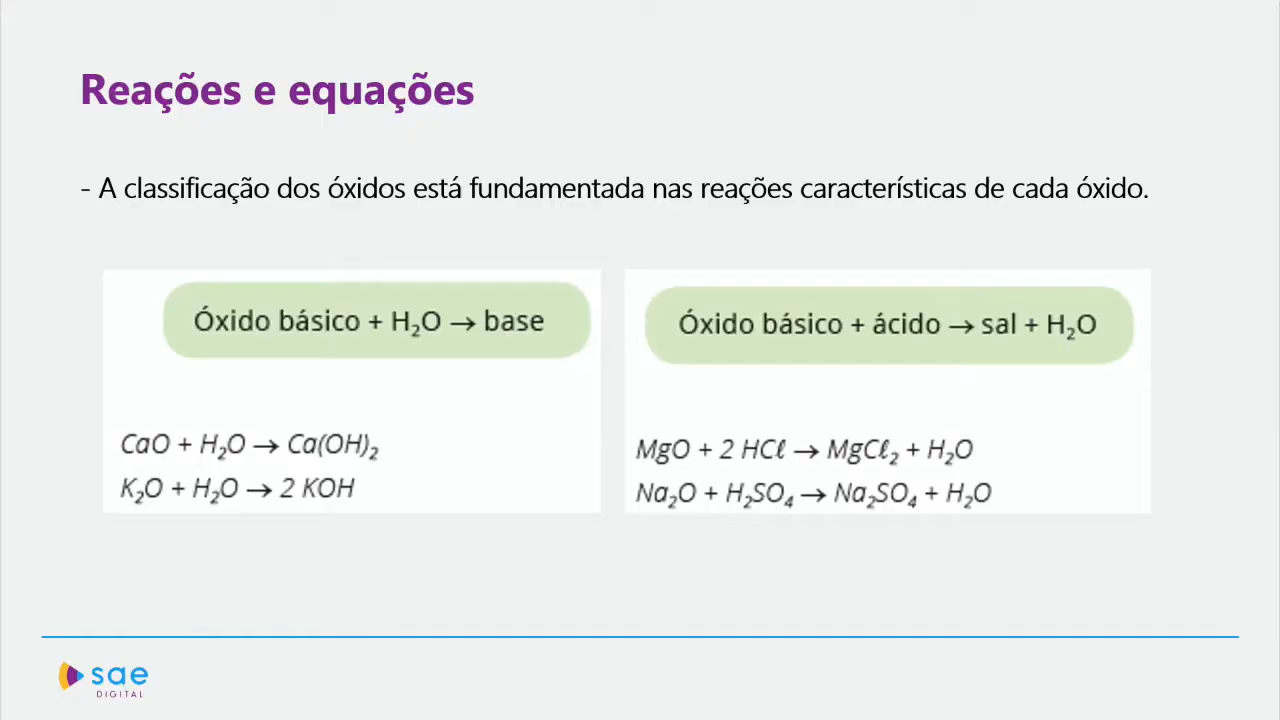 Reações e equações
- A classificação dos óxidos está fundamentada nas reações características de cada óxido.
Óxido básico + H₂O → base
CaO + H₂O → Ca(OH)₂
K₂O + H₂O → 2 KOH
Óxido básico + ácido → sal + H₂O
MgO + 2 HCℓ → MgCℓ₂ + H₂O
Na₂O + H₂SO₄ → Na₂SO₄ + H₂O
sae
DIGITAL